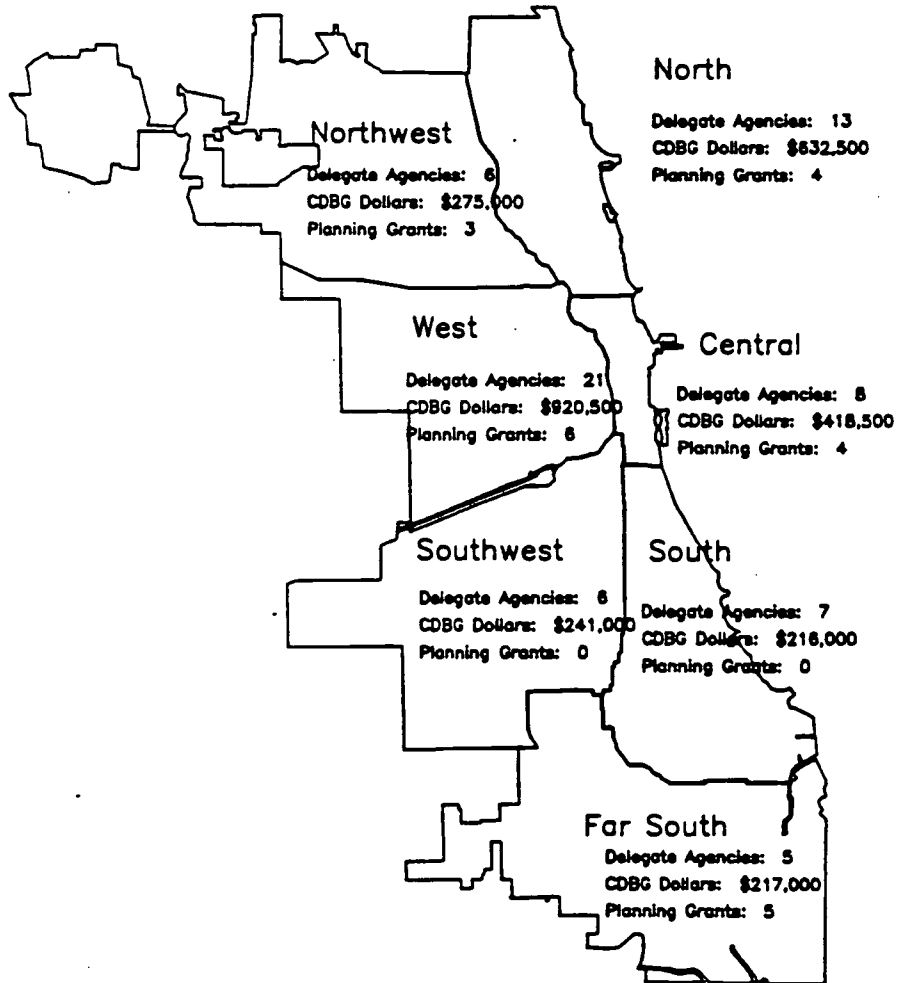 North
Delegate Agencies: 13
CDBG Dollars: $632,500
Planning Grants: 4
Northwest
Delegate Agencies: 6
CDBG Dollars: $275,000
Planning Grants: 3
West
Delegate Agencies: 21
CDBG Dollars: $920,500
Planning Grants: 6
Central
Delegate Agencies: 8
CDBG Dollars: $418,500
Planning Grants: 4
Southwest
Delegate Agencies: 6
CDBG Dollars: $241,000
Planning Grants: 0
South
Delegate Agencies: 7
CDBG Dollars: $216,000
Planning Grants: 0
Far South
Delegate Agencies: 5
CDBG Dollars: $217,000
Planning Grants: 5